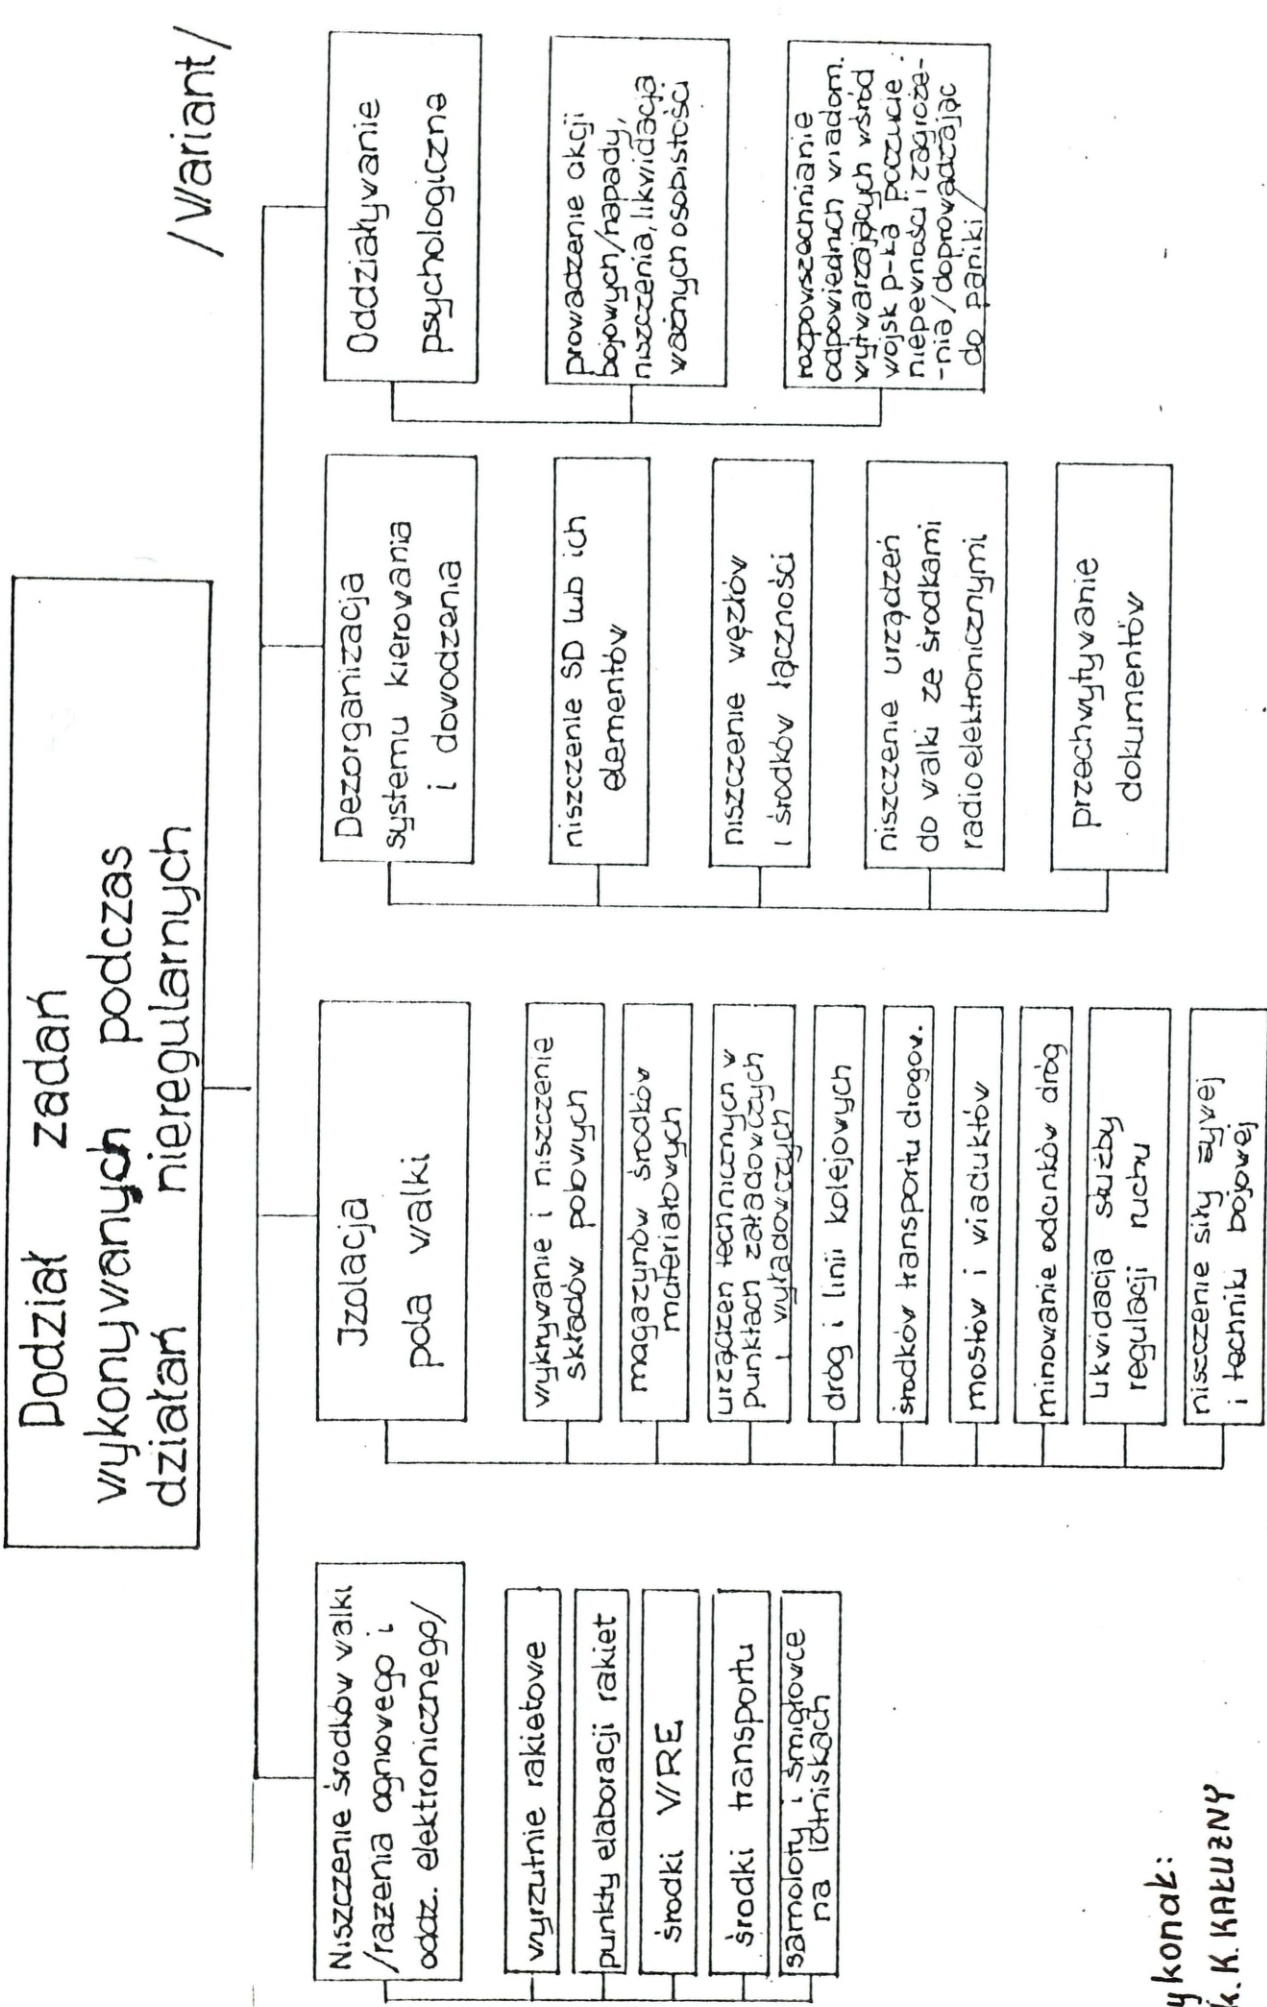 Podział zadań
wykonywanych podczas
działań nieregularnych
/Wariant/
Niszczenie środków walki
/rażenia ogniowego i
oddz. elektronicznego/
wyrzutnie rakietowe
punkty elaboracji rakiet
środki WRE
środki transportu
samoloty i śmigłowce
na lotniskach
Jzolacja
pola walki
wykrywanie i niszczenie
składów polowych
magazynów środków
materiałowych
urządzen technicznych w
punktach załadowczych
i wyładowczych
dróg i linii kolejowych
środków transportu drogow.
mostów i wiaduktów
minowanie odcinków dróg
likwidacja służby
regulacji ruchu
niszczenie siły żywej
i techniki bojowej
Dezorganizacja
systemu kierowania
i dowodzenia
niszczenie SD lub ich
elementów
niszczenie węzłów
i środków łączności
niszczenie urządzeń
do walki ze środkami
radioelektronicznymi
przechwytywanie
dokumentów
Oddziaływanie
psychologiczne
prowadzenie akcji
bojowych/napady,
niszczenia, likwidacja
ważnych osobistości
rozpowszechnianie
odpowiednich wiadom.
wytwarzających wśród
wojsk p-ka poczucie
niepewności i zagroże-
-nia/doprowadzając
do paniki/
ykonał:
k. K. KAŁUZNY